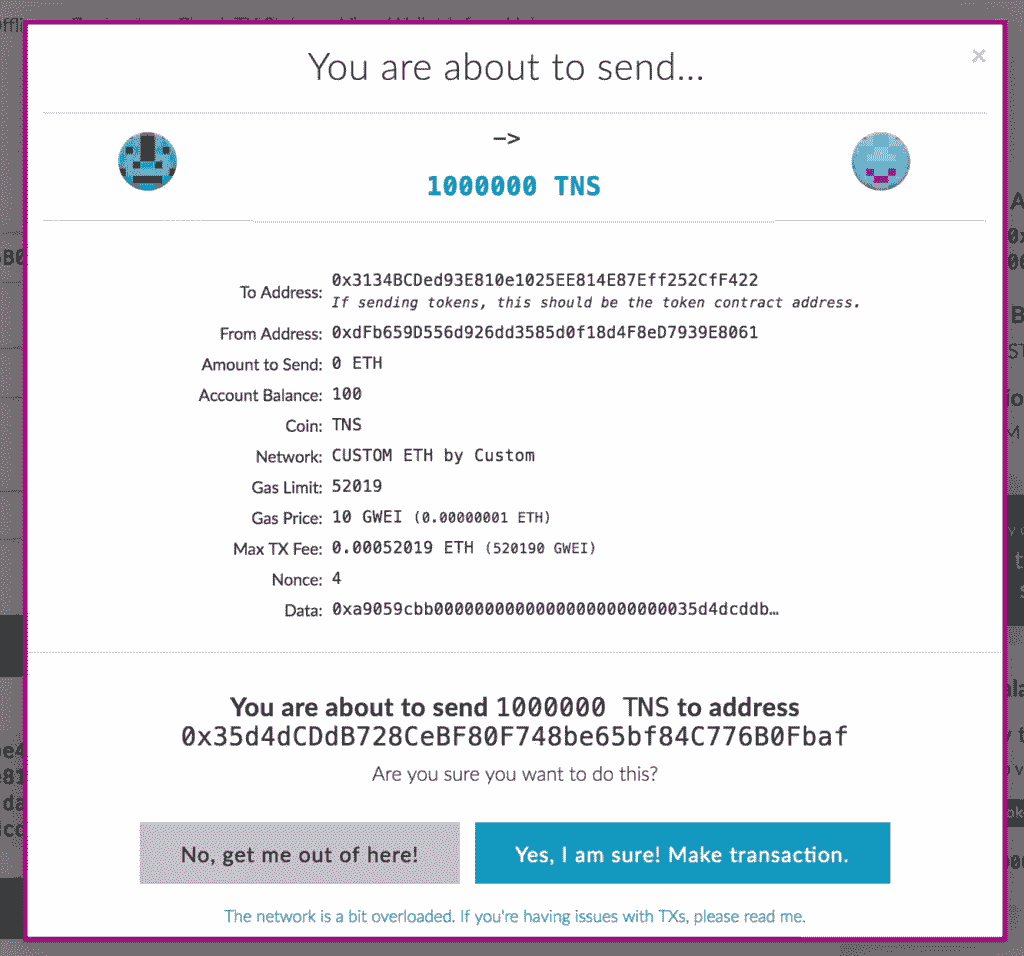 You are about to send...
×
—>
1000000 TNS
To Address: 0x3134BCDed93E810e1025EE814E87Eff252CfF422
If sending tokens, this should be the token contract address.
From Address: 0xdFb659D556d926dd3585d0f18d4F8eD7939E8061
Amount to Send: 0 ETH
Account Balance: 100
Coin: TNS
Network: CUSTOM ETH by Custom
Gas Limit: 52019
Gas Price: 10 GWEI (0.00000001 ETH)
Max TX Fee: 0.00052019 ETH (520190 GWEI)
Nonce: 4
Data: 0xa9059cbb00000000000000000000000035d4dcddb…
You are about to send 1000000 TNS to address
0x35d4dCDdB728CeBF80F748be65bf84C776B0Fbaf
Are you sure you want to do this?
No, get me out of here!
Yes, I am sure! Make transaction.
The network is a bit overloaded. If you're having issues with TXs, please read me.